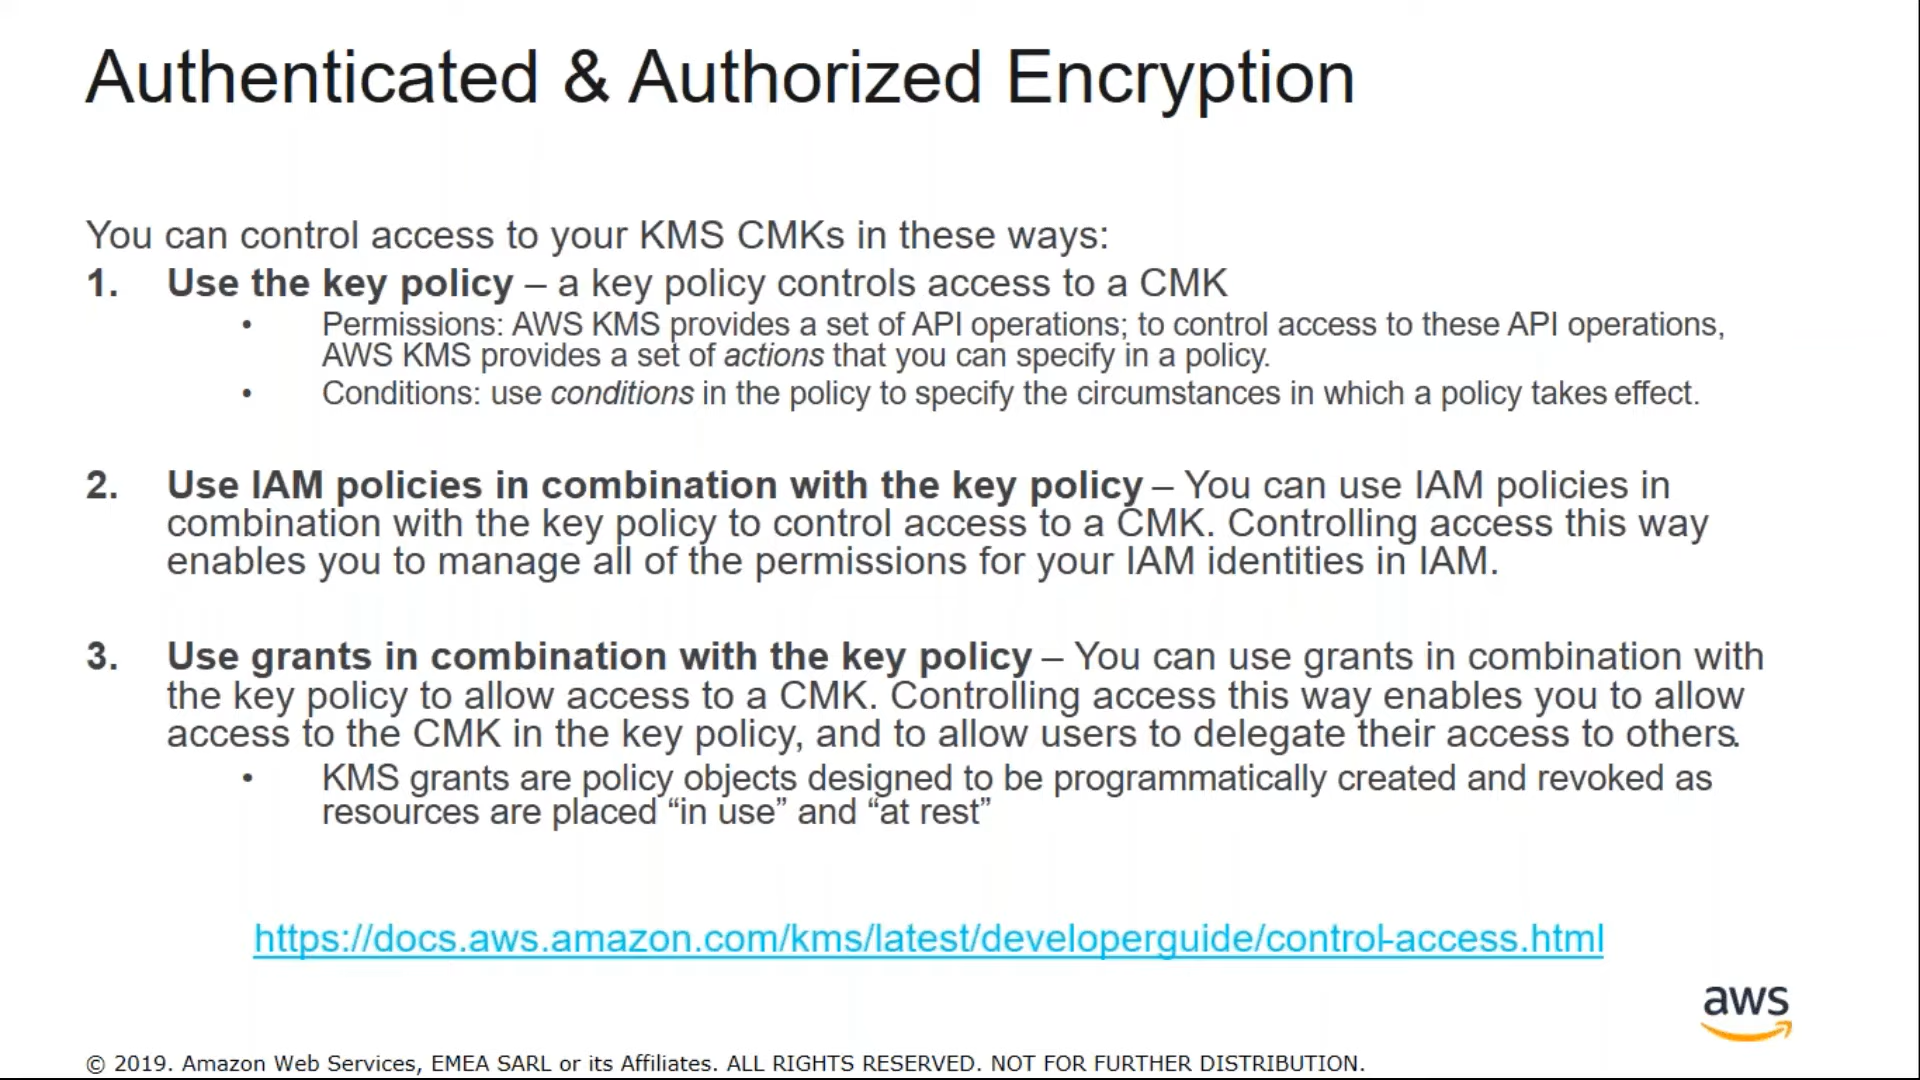 Authenticated & Authorized Encryption
You can control access to your KMS CMKs in these ways:
1. Use the key policy – a key policy controls access to a CMK
• Permissions: AWS KMS provides a set of API operations; to control access to these API operations,
AWS KMS provides a set of actions that you can specify in a policy.
• Conditions: use conditions in the policy to specify the circumstances in which a policy takes effect.
2. Use IAM policies in combination with the key policy – You can use IAM policies in
combination with the key policy to control access to a CMK. Controlling access this way
enables you to manage all of the permissions for your IAM identities in IAM.
3. Use grants in combination with the key policy – You can use grants in combination with
the key policy to allow access to a CMK. Controlling access this way enables you to allow
access to the CMK in the key policy, and to allow users to delegate their access to others.
• KMS grants are policy objects designed to be programmatically created and revoked as
resources are placed “in use” and “at rest”
https://docs.aws.amazon.com/kms/latest/developerguide/control-access.html
aws
© 2019. Amazon Web Services, EMEA SARL or its Affiliates. ALL RIGHTS RESERVED. NOT FOR FURTHER DISTRIBUTION.